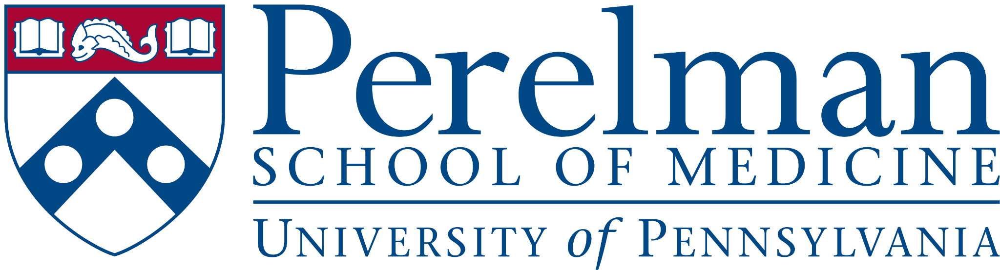 Perelman
SCHOOL OF MEDICINE
UNIVERSITY of PENNSYLVANIA